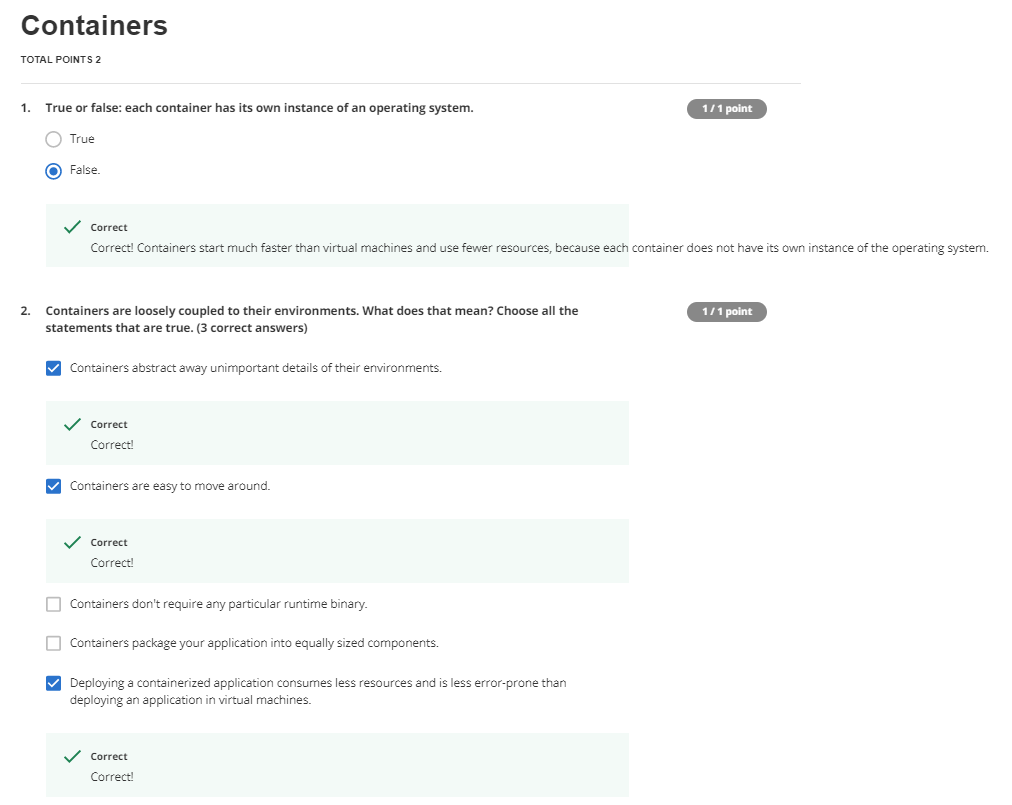 Containers
TOTAL POINTS 2
1. True or false: each container has its own instance of an operating system.
1 / 1 point
True
False.
Correct
Correct! Containers start much faster than virtual machines and use fewer resources, because each container does not have its own instance of the operating system.
2. Containers are loosely coupled to their environments. What does that mean? Choose all the
statements that are true. (3 correct answers)
1 / 1 point
Containers abstract away unimportant details of their environments.
Correct
Correct!
Containers are easy to move around.
Correct
Correct!
Containers don't require any particular runtime binary.
Containers package your application into equally sized components.
Deploying a containerized application consumes less resources and is less error-prone than
deploying an application in virtual machines.
Correct
Correct!